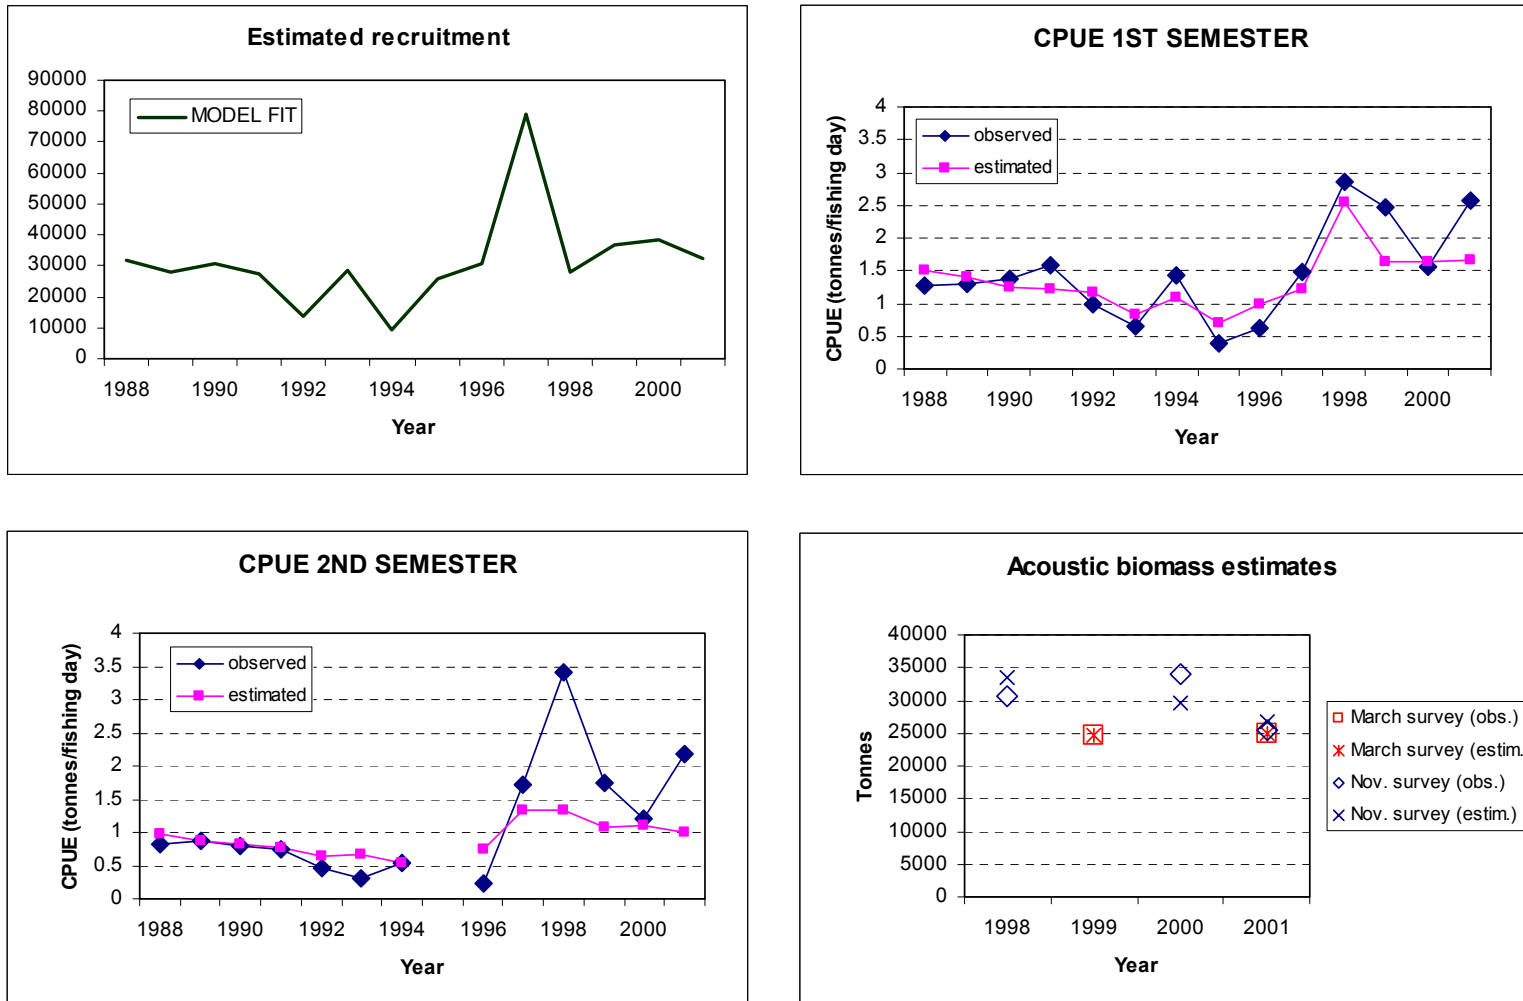 Estimated recruitment
90000
80000
70000
60000
50000
40000
30000
20000
10000
0
MODEL FIT
1988 1990 1992 1994 1996 1998 2000
Year
CPUE 1ST SEMESTER
CPUE (tonnes/fishing day)
4
3.5
3
2.5
2
1.5
1
0.5
0
observed
estimated
1988 1990 1992 1994 1996 1998 2000
Year
CPUE 2ND SEMESTER
CPUE (tonnes/fishing day)
4
3.5
3
2.5
2
1.5
1
0.5
0
observed
estimated
1988 1990 1992 1994 1996 1998 2000
Year
Acoustic biomass estimates
Tonnes
40000
35000
30000
25000
20000
15000
10000
5000
0
1998 1999 2000 2001
Year
March survey (obs.)
March survey (estim.
Nov. survey (obs.)
Nov. survey (estim.)